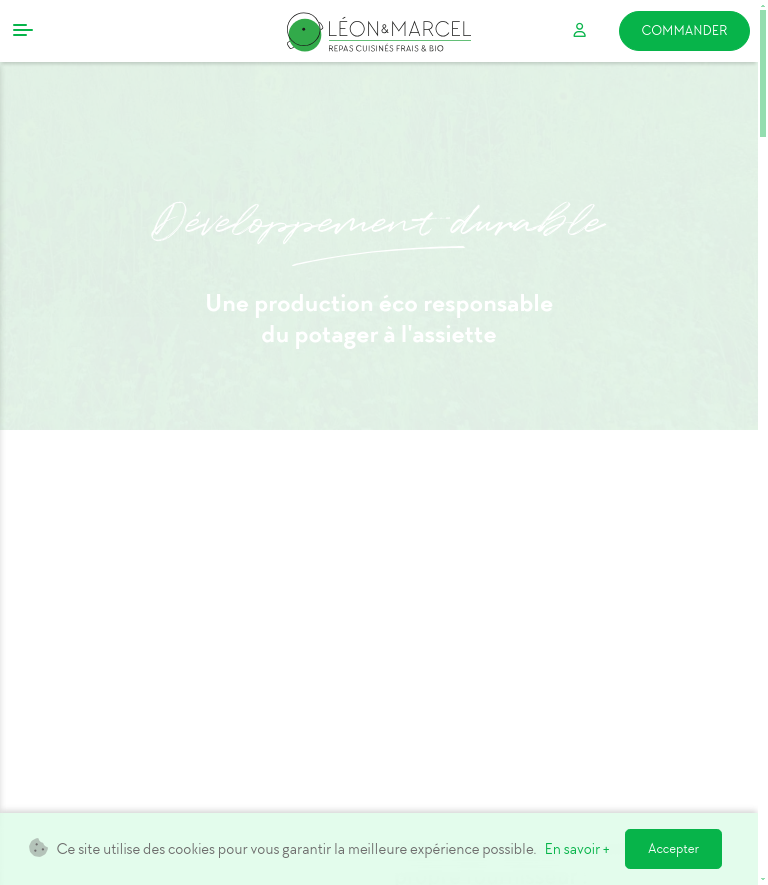 LÉON&MARCEL
REPAS CUISINÉS FRAIS & BIO
COMMANDER
Développement durable
Une production éco responsable
du potager à l'assiette
Ce site utilise des cookies pour vous garantir la meilleure expérience possible. En savoir +
Accepter